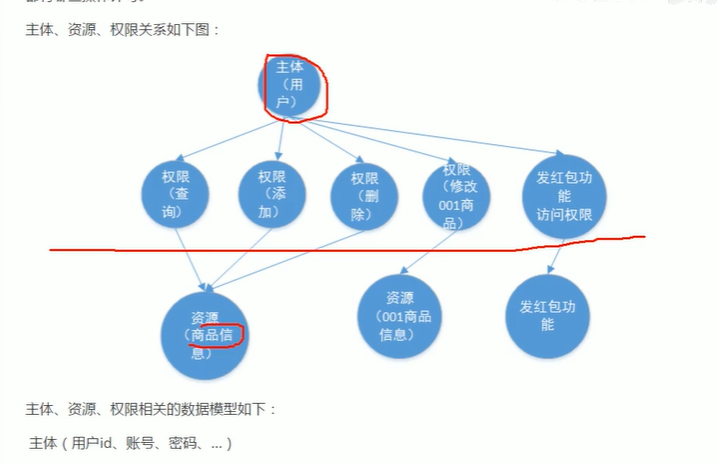 主体、资源、权限关系如下图：
主体
（用
户）
权限
（查
询）
权限
（添
加）
权限
（删
除）
权限
（修改
001商
品）
发红包功
能
访问权限
资源
（商品信
息）
资源
（001商品
信息）
发红包功
能
主体、资源、权限相关的数据模型如下：
主体（用户id、账号、密码、...）